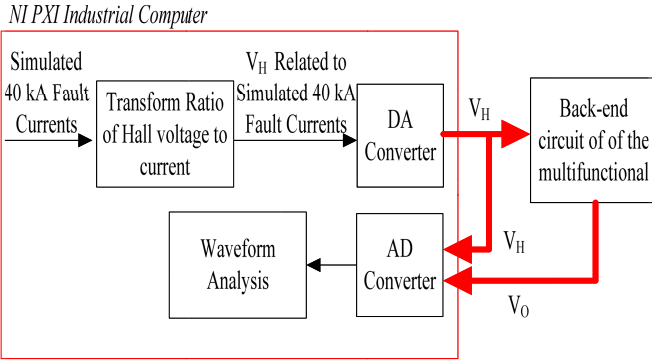 NI PXI Industrial Computer
Simulated
40 kA Fault
Currents
Transform Ratio
of Hall voltage to
current
VH Related to
Simulated 40 kA
Fault Currents
DA
Converter
VH
Back-end
circuit of of the
multifunctional
Waveform
Analysis
AD
Converter
VH
VO